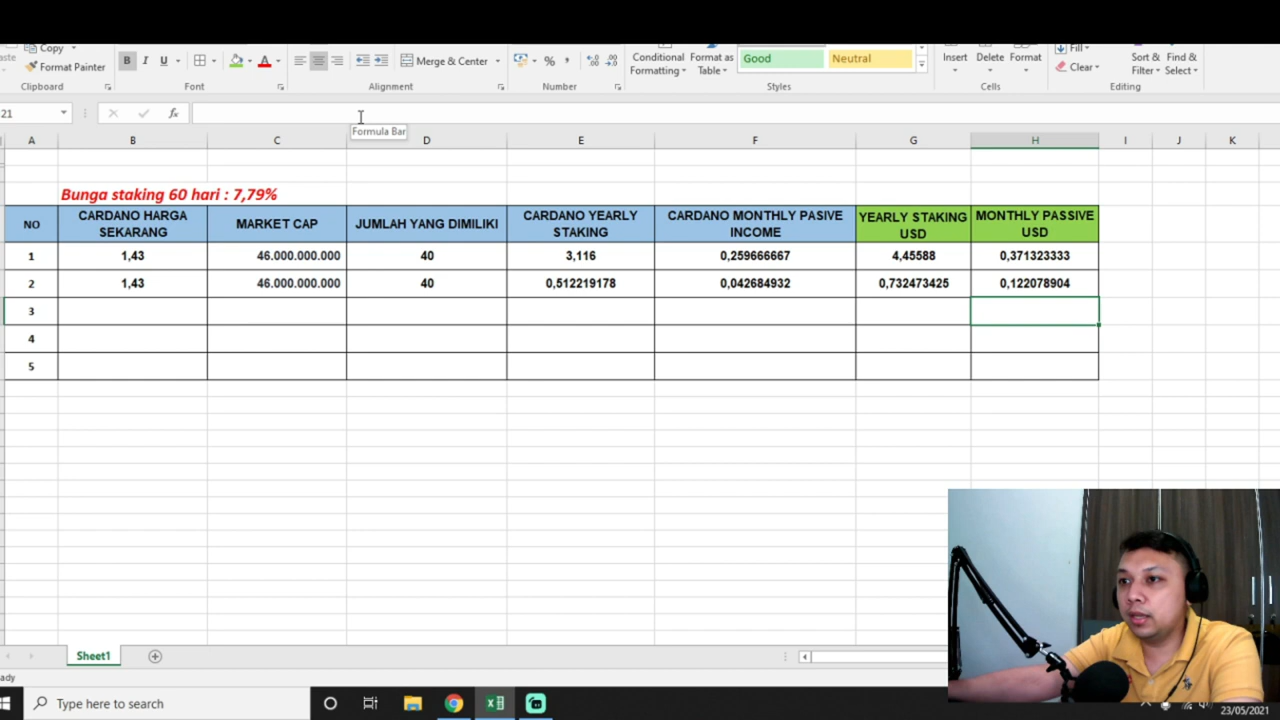 Copy
Format Painter
B I U
Merge & Center
%
Conditional Formatting
Format as Table
Good
Neutral
Insert
Delete
Format
Fill
Clear
Sort & Filter
Find & Select
Clipboard
Font
Alignment
Number
Styles
Cells
Editing
21
fx
Formula Bar
A B C D E F G H I J K
Bunga staking 60 hari : 7,79%
NO
CARDANO HARGA SEKARANG
MARKET CAP
JUMLAH YANG DIMILIKI
CARDANO YEARLY STAKING
CARDANO MONTHLY PASIVE INCOME
YEARLY STAKING USD
MONTHLY PASSIVE USD
1 1,43 46.000.000.000 40 3,116 0,259666667 4,45588 0,371323333
2 1,43 46.000.000.000 40 0,512219178 0,042684932 0,732473425 0,122078904
3
4
5
Sheet1
Type here to search
23/05/2021